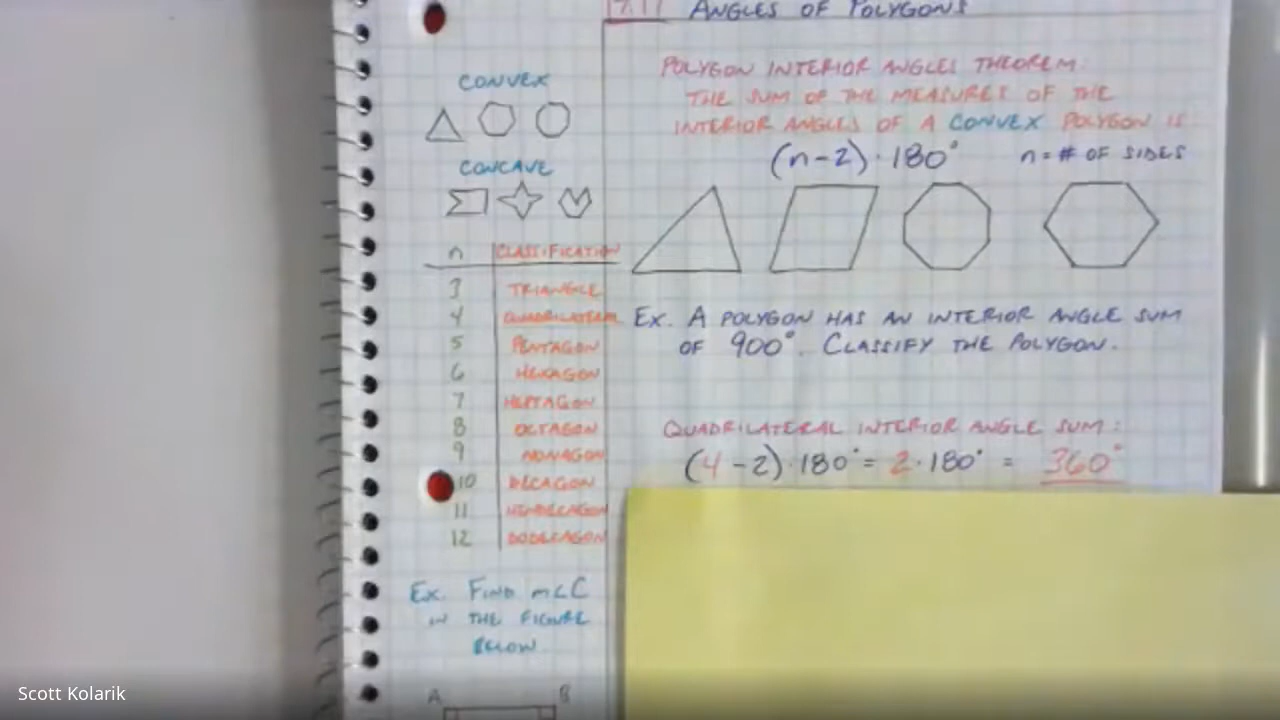 7.1 ANGLES OF POLYGONS
CONVEX
CONCAVE
n CLASSIFICATION
3 TRIANGLE
4 QUADRILATERAL
5 PENTAGON
6 HEXAGON
7 HEPTAGON
8 OCTAGON
9 NONAGON
10 DECAGON
11 HENDECAGON
12 DODECAGON
EX. FIND m∠C
IN THE FIGURE
BELOW.
A B
POLYGON INTERIOR ANGLES THEOREM:
THE SUM OF THE MEASURES OF THE
INTERIOR ANGLES OF A CONVEX POLYGON IS
(n-2)·180° n = # OF SIDES
EX. A POLYGON HAS AN INTERIOR ANGLE SUM
OF 900°. CLASSIFY THE POLYGON.
QUADRILATERAL INTERIOR ANGLE SUM:
(4-2)·180° = 2·180° = 360°
Scott Kolarik